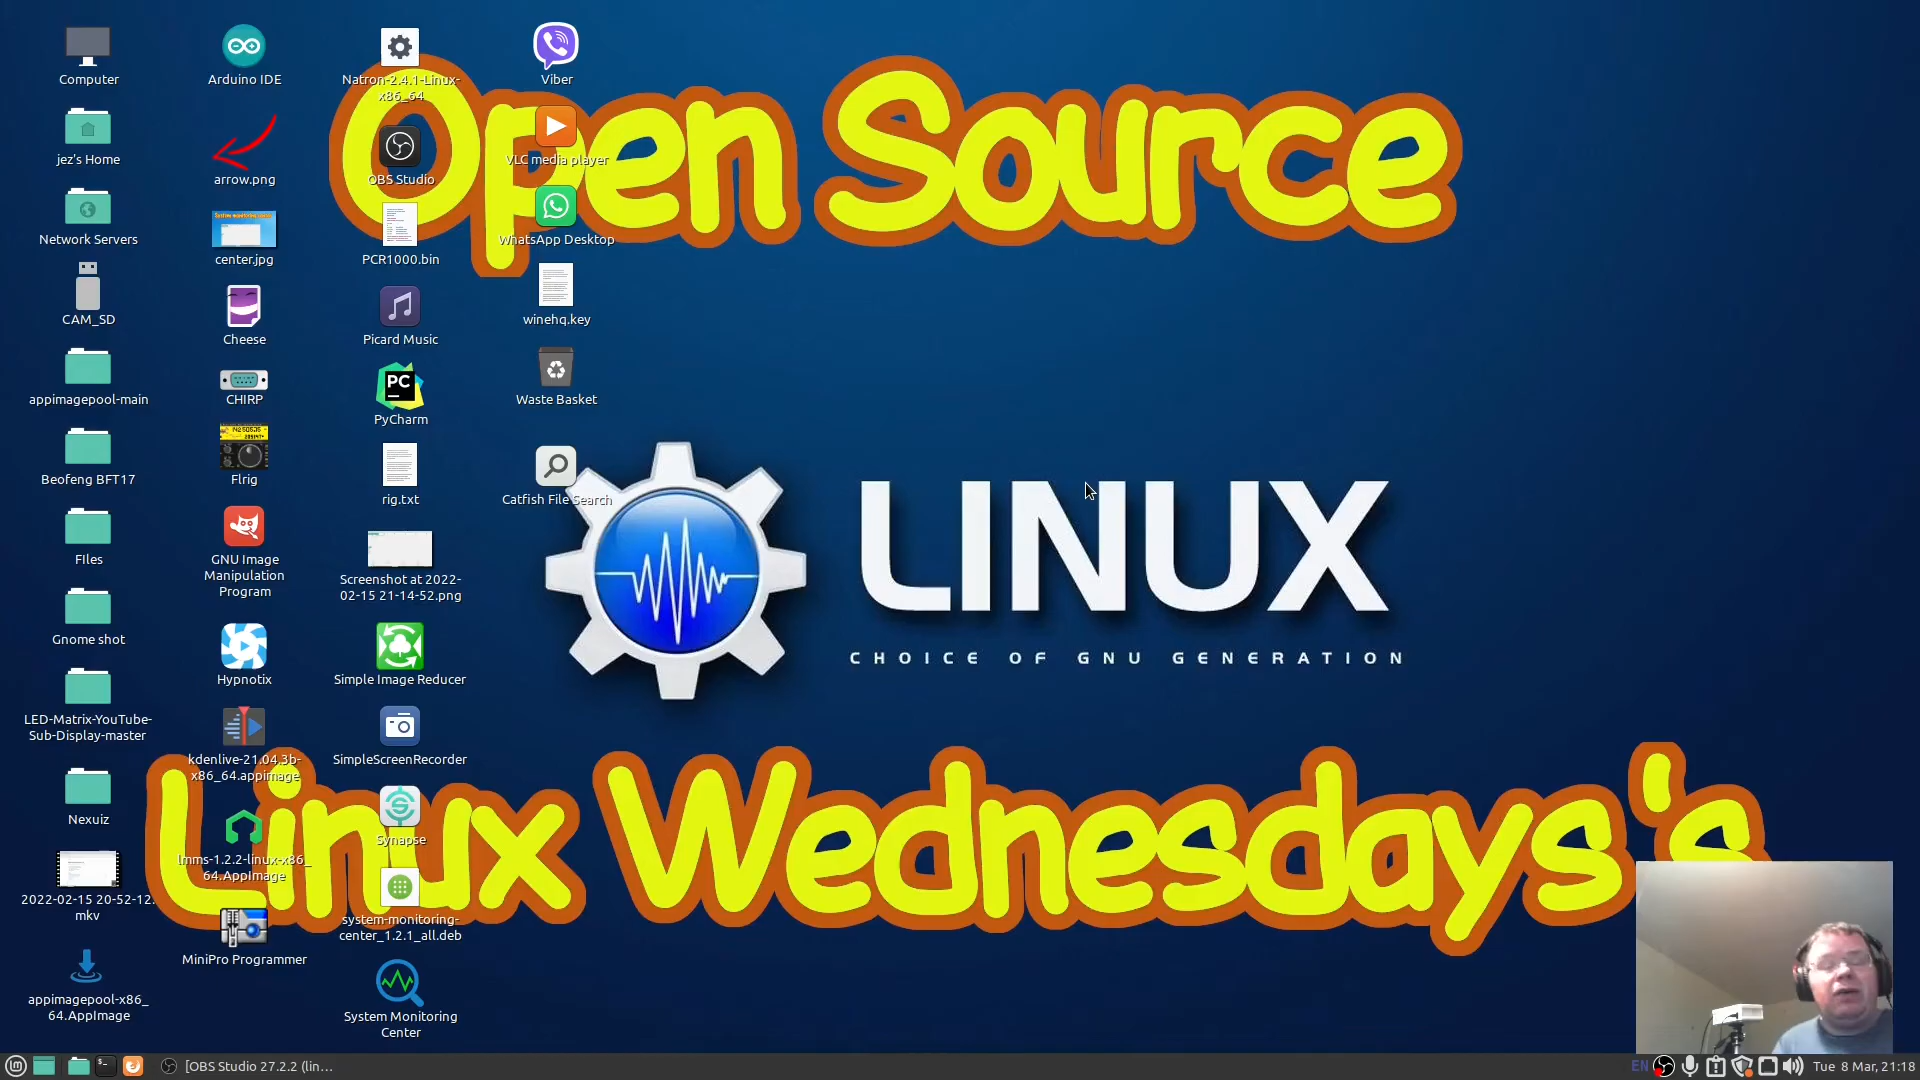 Open Source
LINUX
CHOICE OF GNU GENERATION
Linux Wednesdays's
Computer
jez's Home
Network Servers
CAM_SD
appimagepool-main
Beofeng BFT17
FIles
Gnome shot
LED-Matrix-YouTube-
Sub-Display-master
Nexuiz
2022-02-15 20-52-12.
mkv
appimagepool-x86_
64.AppImage
Arduino IDE
arrow.png
center.jpg
Cheese
CHIRP
Flrig
GNU Image
Manipulation
Program
Hypnotix
kdenlive-21.04.3b-
x86_64.appimage
lmms-1.2.2-linux-x86_
64.AppImage
MiniPro Programmer
Natron-2.4.1-Linux-
x86_64
OBS Studio
PCR1000.bin
Picard Music
PC
PyCharm
rig.txt
Screenshot at 2022-
02-15 21-14-52.png
Simple Image Reducer
SimpleScreenRecorder
Synapse
system-monitoring-
center_1.2.1_all.deb
System Monitoring
Center
Viber
VLC media player
WhatsApp Desktop
winehq.key
Waste Basket
Catfish File Search
[OBS Studio 27.2.2 (lin...
EN
Tue 8 Mar, 21:18